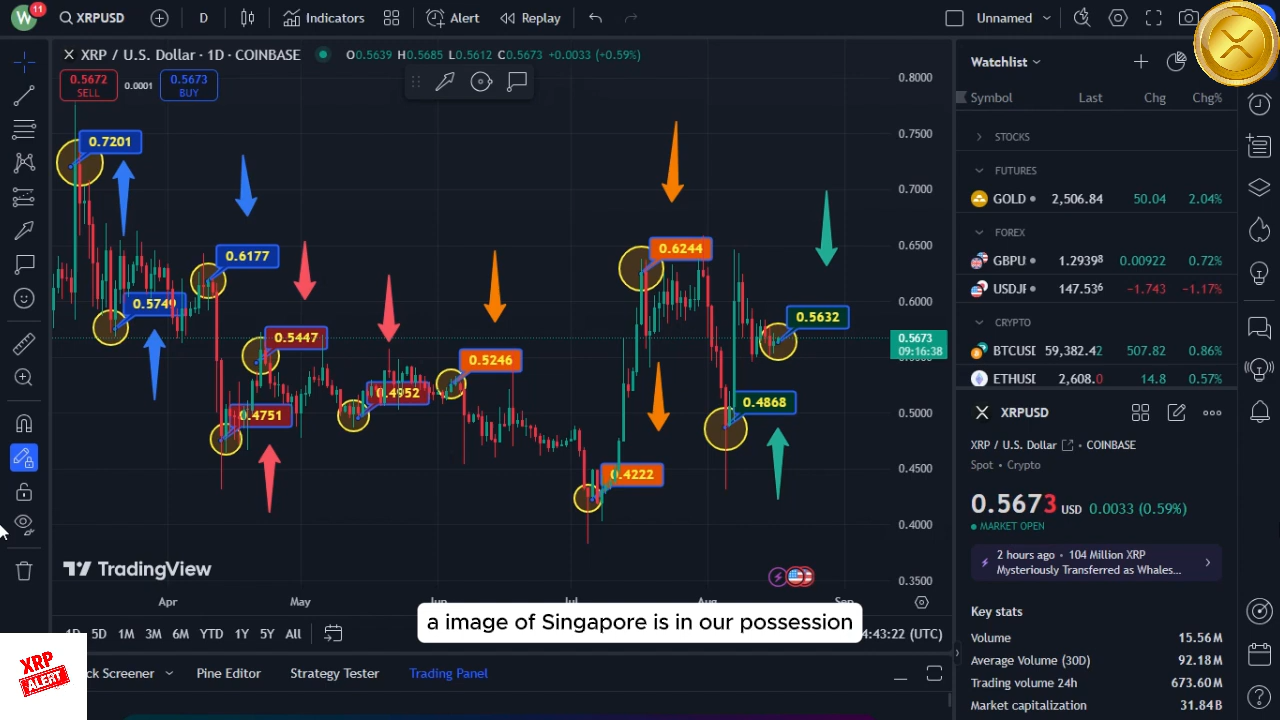 W 11 XRPUSD D Indicators Alert Replay Unnamed
XRP / U.S. Dollar · 1D · COINBASE O0.5639 H0.5685 L0.5612 C0.5673 +0.0033 (+0.59%)
0.5672 SELL 0.0001 0.5673 BUY
0.7201
0.6177
0.5749
0.5447
0.4751
0.4952
0.5246
0.4222
0.6244
0.4868
0.5632
0.8000
0.7500
0.7000
0.6500
0.6000
0.5673
09:16:38
0.5000
0.4500
0.4000
0.3500
TradingView
Apr May Jun Jul Aug Sep
a image of Singapore is in our possession
1D 5D 1M 3M 6M YTD 1Y 5Y All
:43:22 (UTC)
ck Screener Pine Editor Strategy Tester Trading Panel
XRP
ALERT
Watchlist
Symbol Last Chg Chg%
STOCKS
FUTURES
GOLD 2,506.84 50.04 2.04%
FOREX
GBPU 1.29398 0.00922 0.72%
USDJF 147.536 −1.743 −1.17%
CRYPTO
BTCUSI 59,382.42 507.82 0.86%
ETHUSI 2,608.0 14.8 0.57%
XRPUSD
XRP / U.S. Dollar · COINBASE
Spot · Crypto
0.5673 USD 0.0033 (0.59%)
MARKET OPEN
2 hours ago · 104 Million XRP
Mysteriously Transferred as Whales...
Key stats
Volume 15.56M
Average Volume (30D) 92.18M
Trading volume 24h 673.60M
Market capitalization 31.84B